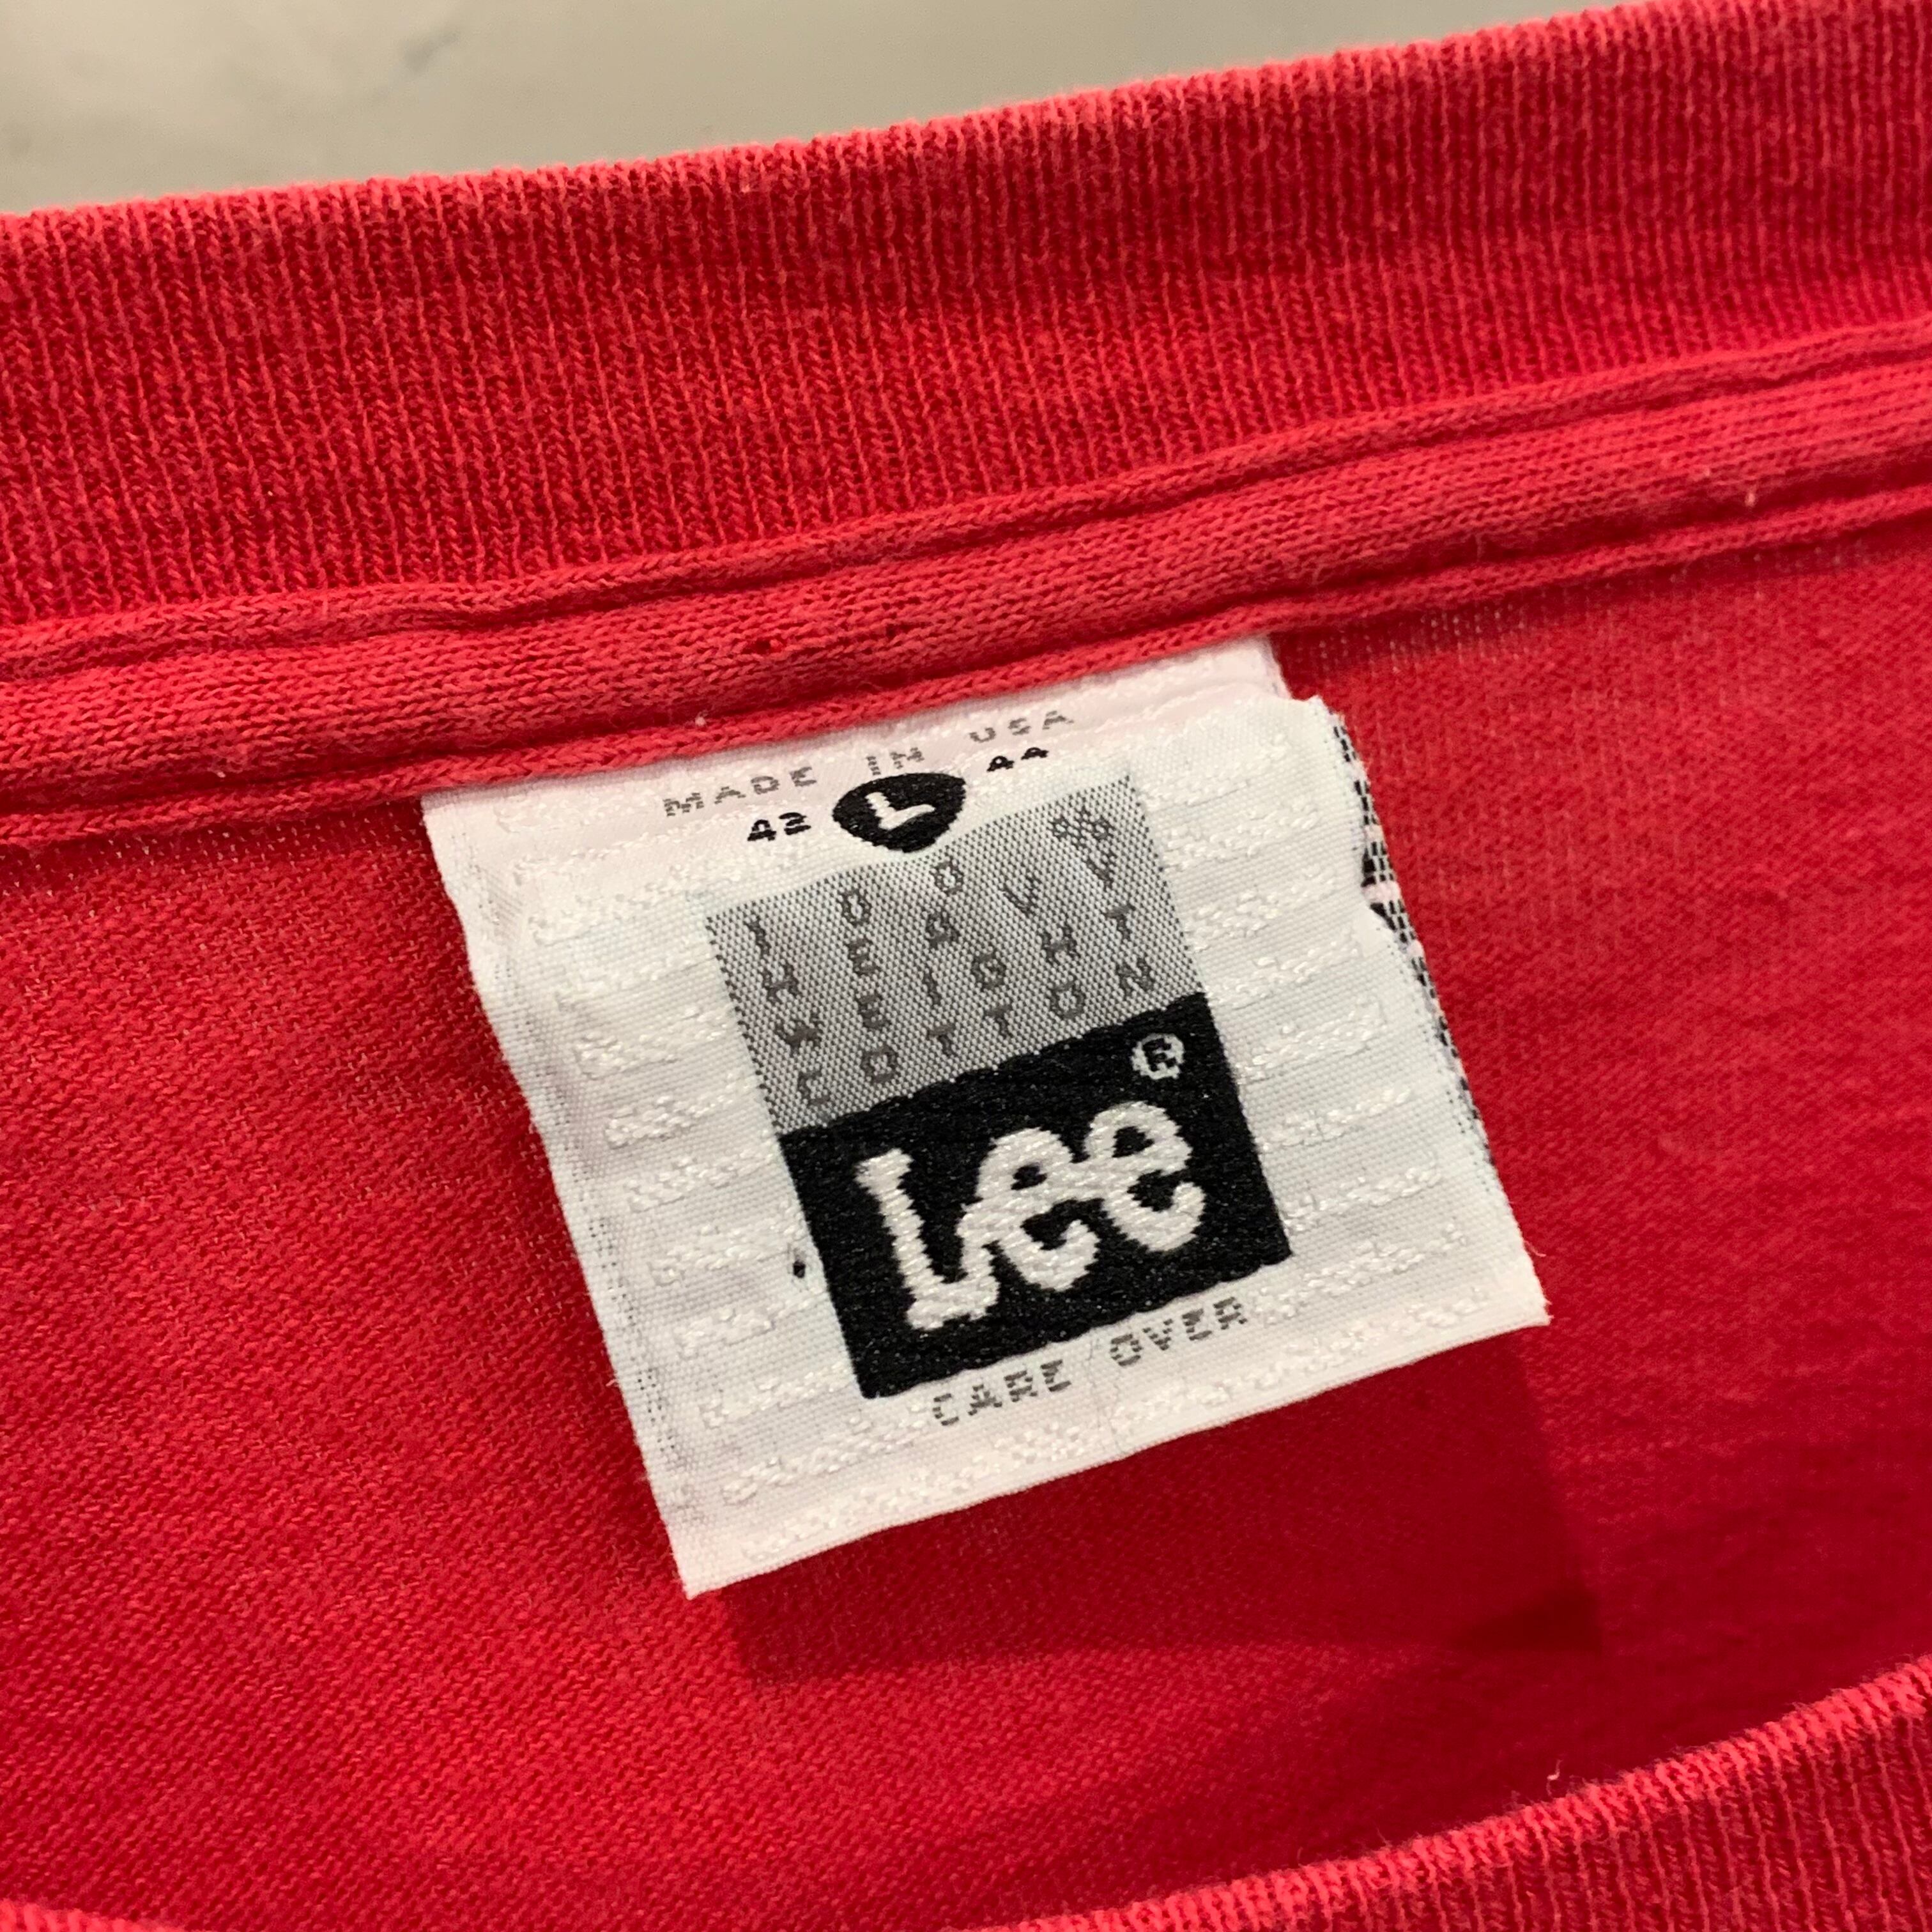 MADE IN USA
42 L 44
100%
HEAVY
WEIGHT
COTTON
Lee®
CARE OVER